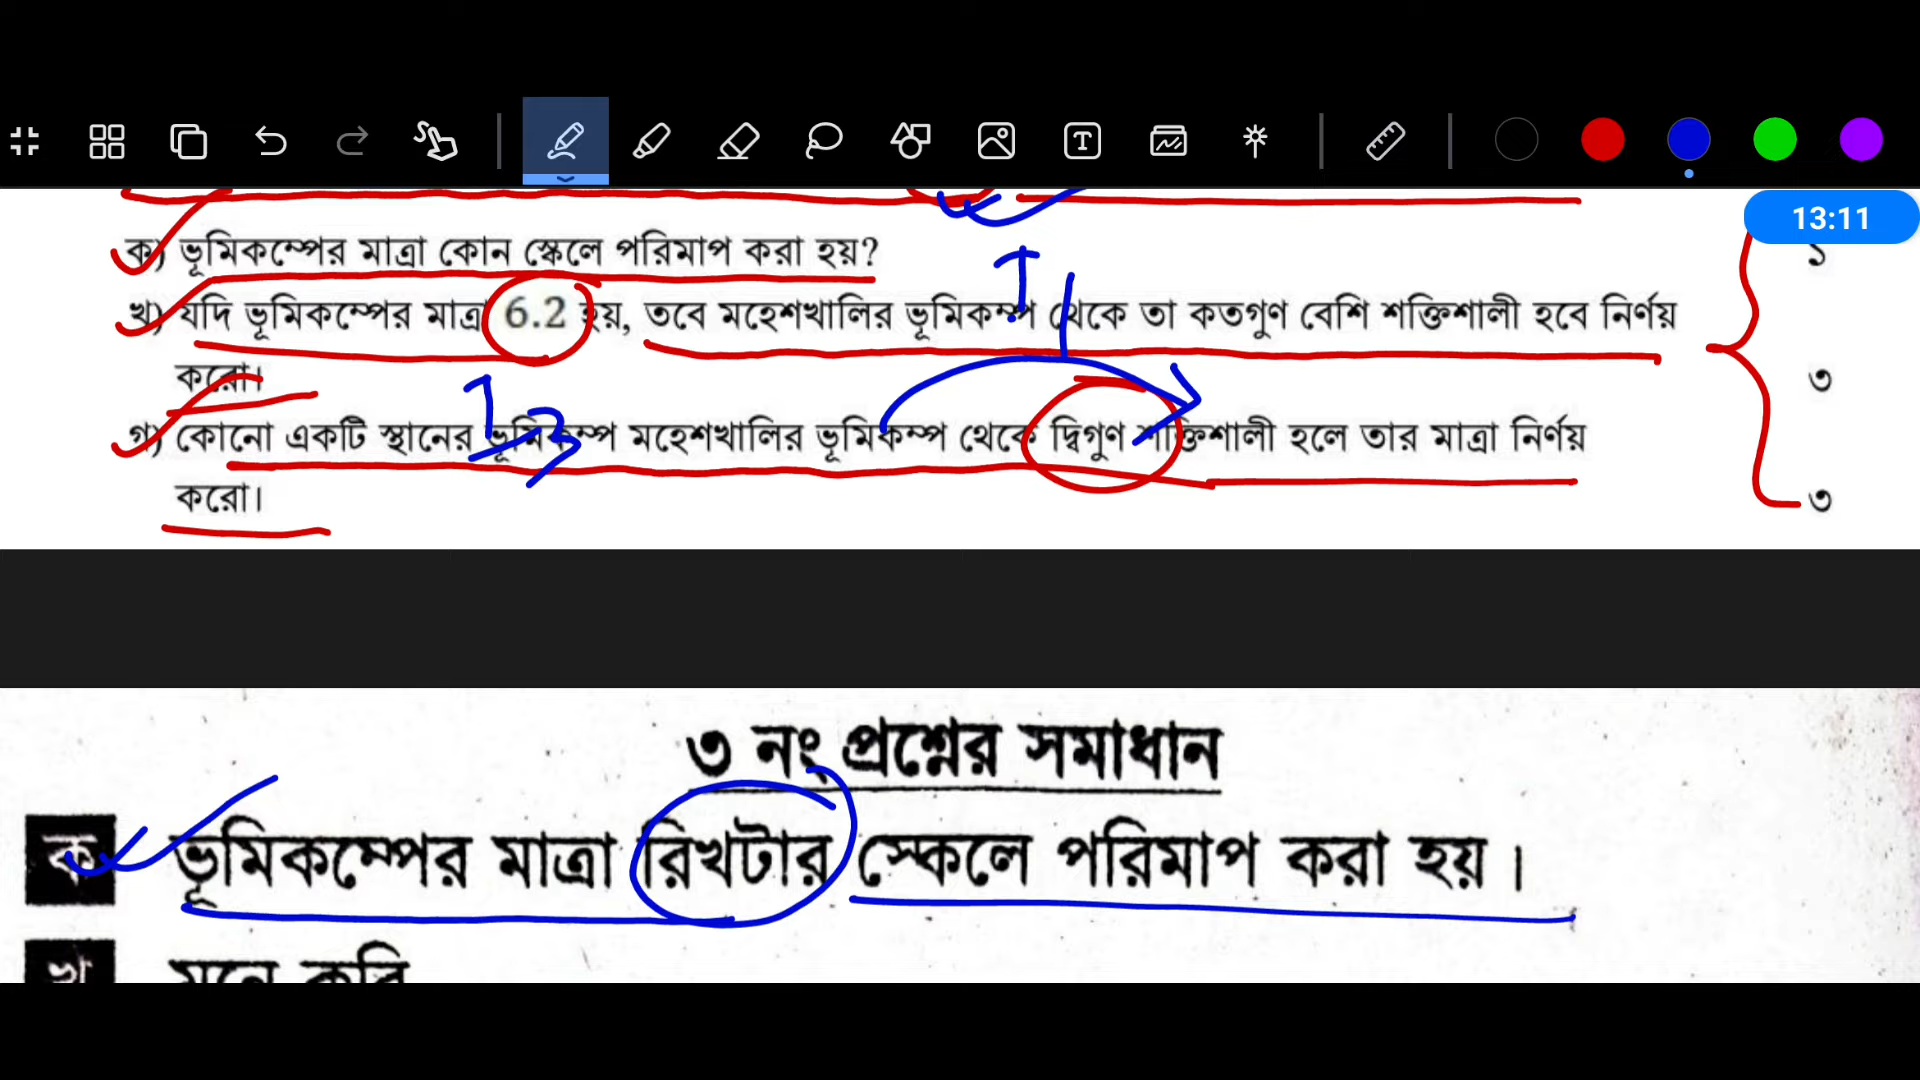 13:11
ক) ভূমিকম্পের মাত্রা কোন স্কেলে পরিমাপ করা হয়? ১
খ) যদি ভূমিকম্পের মাত্রা 6.2 হয়, তবে মহেশখালির ভূমিকম্প থেকে তা কতগুণ বেশি শক্তিশালী হবে নির্ণয়
করো। ৩
গ) কোনো একটি স্থানের ভূমিকম্প মহেশখালির ভূমিকম্প থেকে দ্বিগুণ শক্তিশালী হলে তার মাত্রা নির্ণয়
করো। ৩
৩ নং প্রশ্নের সমাধান
ক ভূমিকম্পের মাত্রা রিখটার স্কেলে পরিমাপ করা হয়।
খ মনে করি